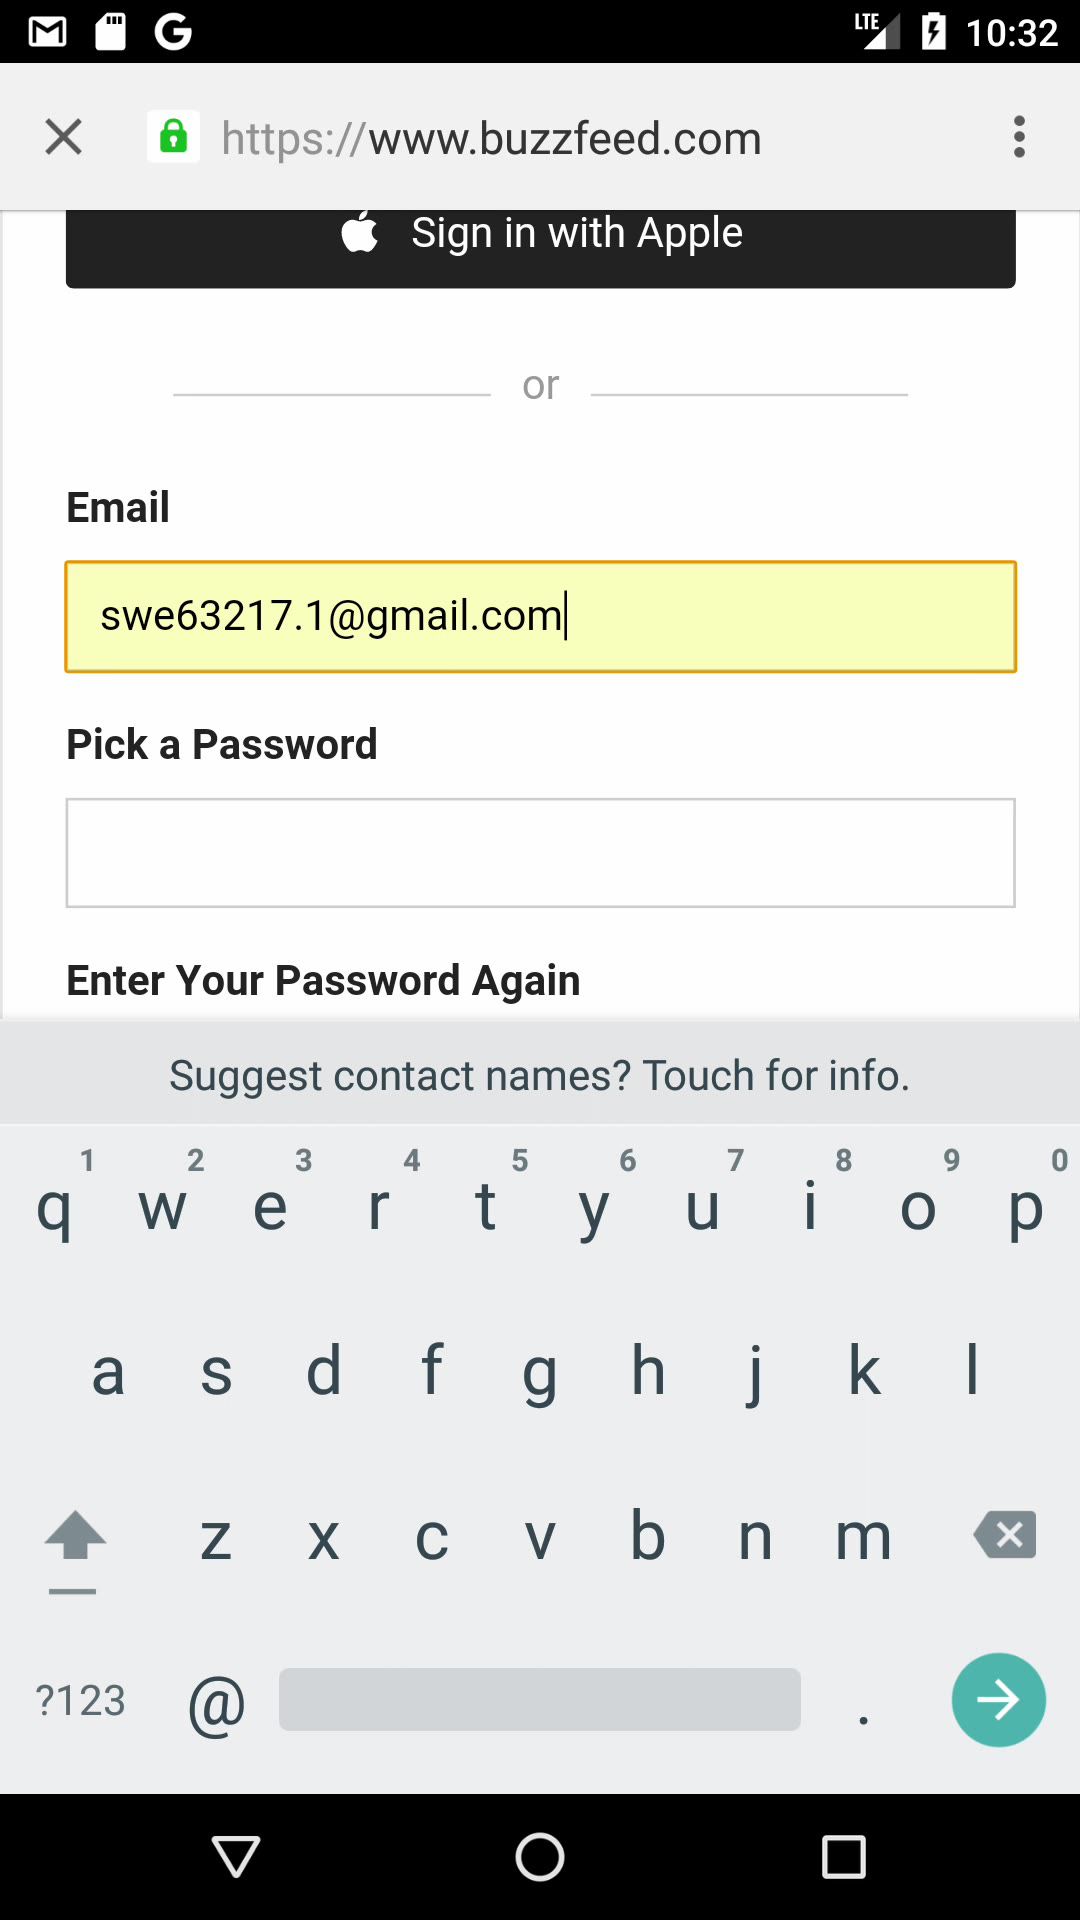 LTE 10:32
https://www.buzzfeed.com
Sign in with Apple
or
Email
swe63217.1@gmail.com
Pick a Password
Enter Your Password Again
Suggest contact names? Touch for info.
1 2 3 4 5 6 7 8 9 0
q w e r t y u i o p
a s d f g h j k l
z x c v b n m
?123 @ .